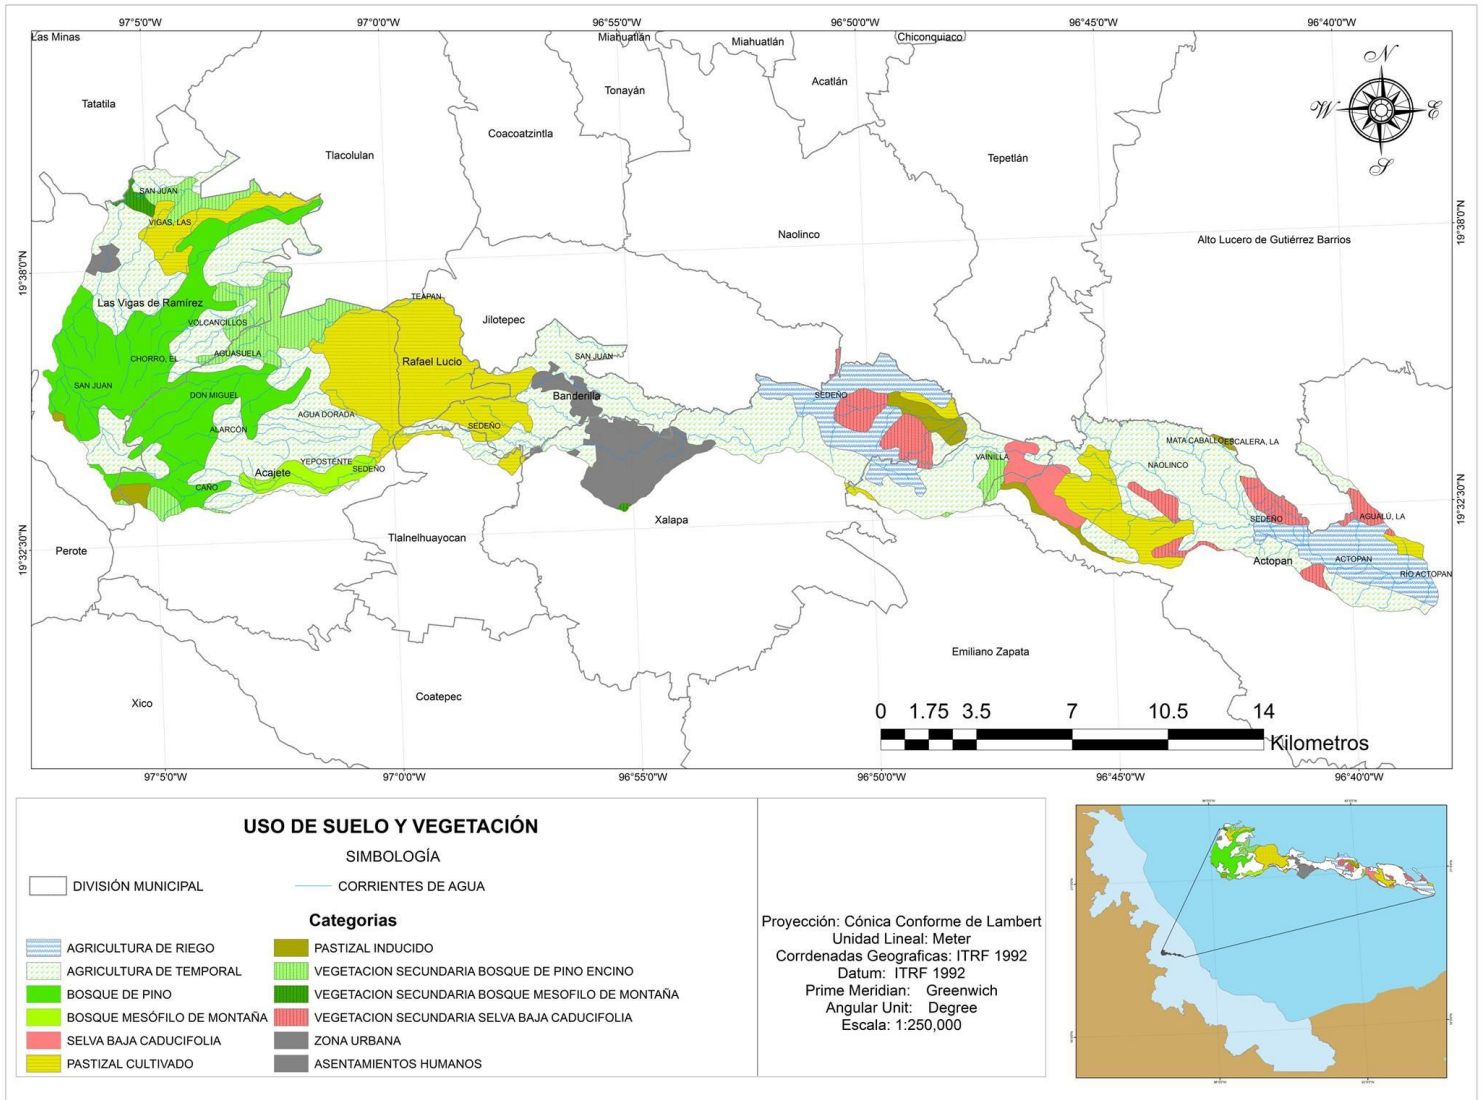 97°5'0"W
97°0'0"W
96°55'0"W
96°50'0"W
96°45'0"W
96°40'0"W
Las Minas
Miahuatlán
Miahuatlán
Chiconquiaco
N
W
E
S
Tatatila
Tonayán
Acatlán
Coacoatzintla
Tlacolulan
Tepetlán
SAN JUAN
VIGAS, LAS
Naolinco
Alto Lucero de Gutiérrez Barrios
19°38'0"N
19°38'0"N
Las Vigas de Ramírez
TEAPAN
VOLCANCILLOS
Jilotepec
CHORRO, EL
AGUASUELA
Rafael Lucio
SAN JUAN
SAN JUAN
DON MIGUEL
Banderilla
SEDEÑO
AGUA DORADA
ALARCÓN
SEDEÑO
MATA CABALLO
ESCALERA, LA
YEPOSTENTE
SEDEÑO
VAINILLA
NAOLINCO
Acajete
CAÑO
Xalapa
SEDEÑO
AGUALÚ, LA
19°32'30"N
19°32'30"N
Perote
Tlalnelhuayocan
Actopan
ACTOPAN
RÍO ACTOPAN
Emiliano Zapata
Xico
Coatepec
0 1.75 3.5 7 10.5 14
Kilometros
97°5'0"W
97°0'0"W
96°55'0"W
96°50'0"W
96°45'0"W
96°40'0"W
USO DE SUELO Y VEGETACIÓN
SIMBOLOGÍA
DIVISIÓN MUNICIPAL
CORRIENTES DE AGUA
Categorias
AGRICULTURA DE RIEGO
AGRICULTURA DE TEMPORAL
BOSQUE DE PINO
BOSQUE MESÓFILO DE MONTAÑA
SELVA BAJA CADUCIFOLIA
PASTIZAL CULTIVADO
PASTIZAL INDUCIDO
VEGETACION SECUNDARIA BOSQUE DE PINO ENCINO
VEGETACION SECUNDARIA BOSQUE MESOFILO DE MONTAÑA
VEGETACION SECUNDARIA SELVA BAJA CADUCIFOLIA
ZONA URBANA
ASENTAMIENTOS HUMANOS
Proyección: Cónica Conforme de Lambert
Unidad Lineal: Meter
Corrdenadas Geograficas: ITRF 1992
Datum: ITRF 1992
Prime Meridian: Greenwich
Angular Unit: Degree
Escala: 1:250,000